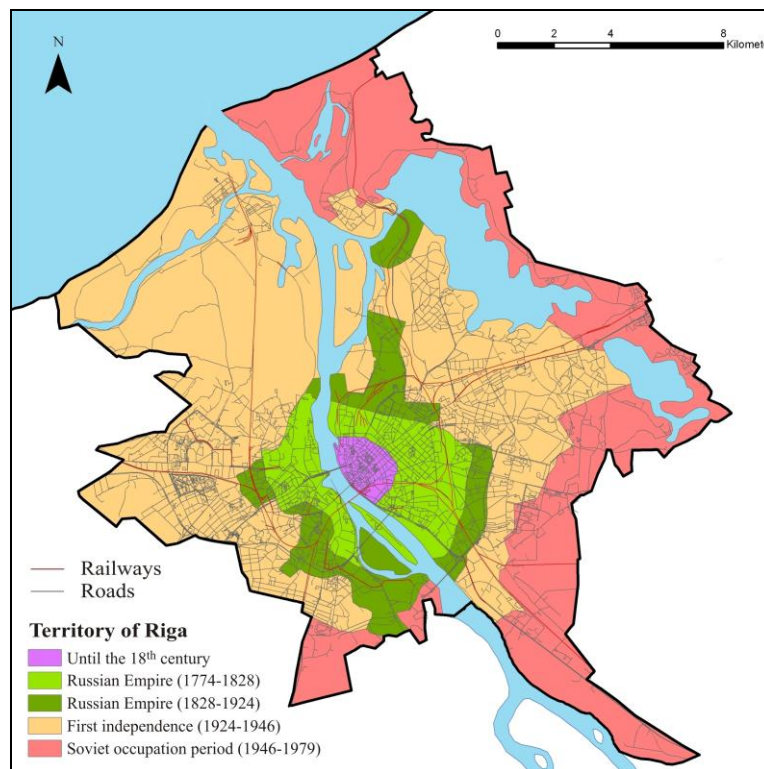 N
0 2 4 8
Kilomet
Railways
Roads
Territory of Riga
Until the 18th century
Russian Empire (1774-1828)
Russian Empire (1828-1924)
First independence (1924-1946)
Soviet occupation period (1946-1979)